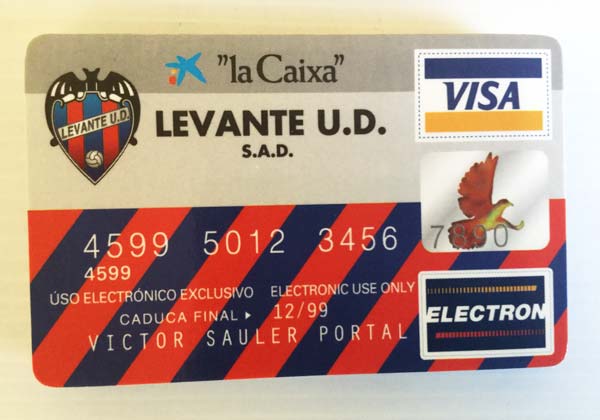 "la Caixa"
LEVANTE U.D.
LEVANTE U.D.
S.A.D.
VISA
4599 5012 3456 7890
4599
ÚSO ELECTRÓNICO EXCLUSIVO ELECTRONIC USE ONLY
CADUCA FINAL ▸ 12/99
VICTOR SAULER PORTAL
ELECTRON